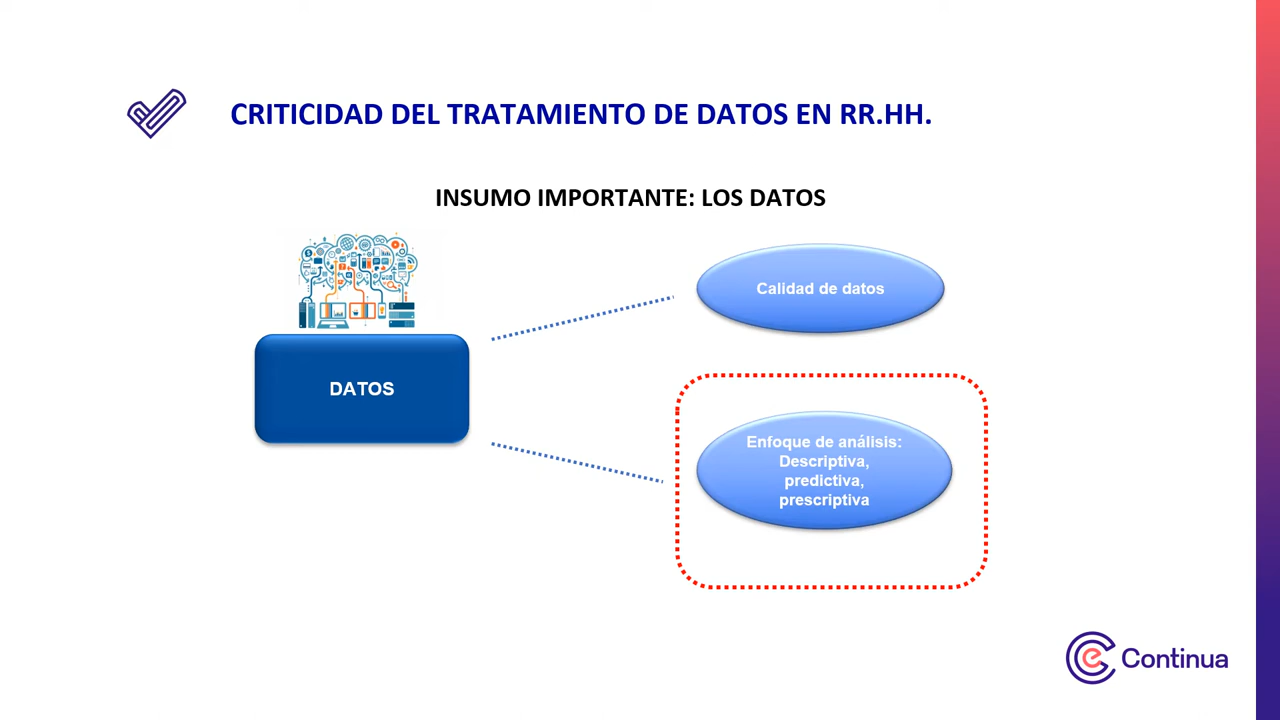 CRITICIDAD DEL TRATAMIENTO DE DATOS EN RR.HH.
INSUMO IMPORTANTE: LOS DATOS
DATOS
Calidad de datos
Enfoque de análisis:
Descriptiva,
predictiva,
prescriptiva
Continua